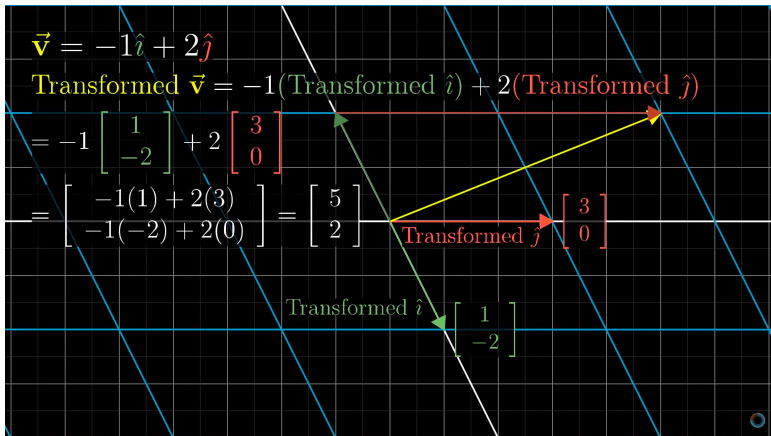 v⃗ = −1î + 2ĵ
Transformed v⃗ = −1(Transformed î) + 2(Transformed ĵ)
= −1 [1 −2] + 2 [3 0]
= [−1(1) + 2(3) −1(−2) + 2(0)] = [5 2]
Transformed ĵ [3 0]
Transformed î [1 −2]